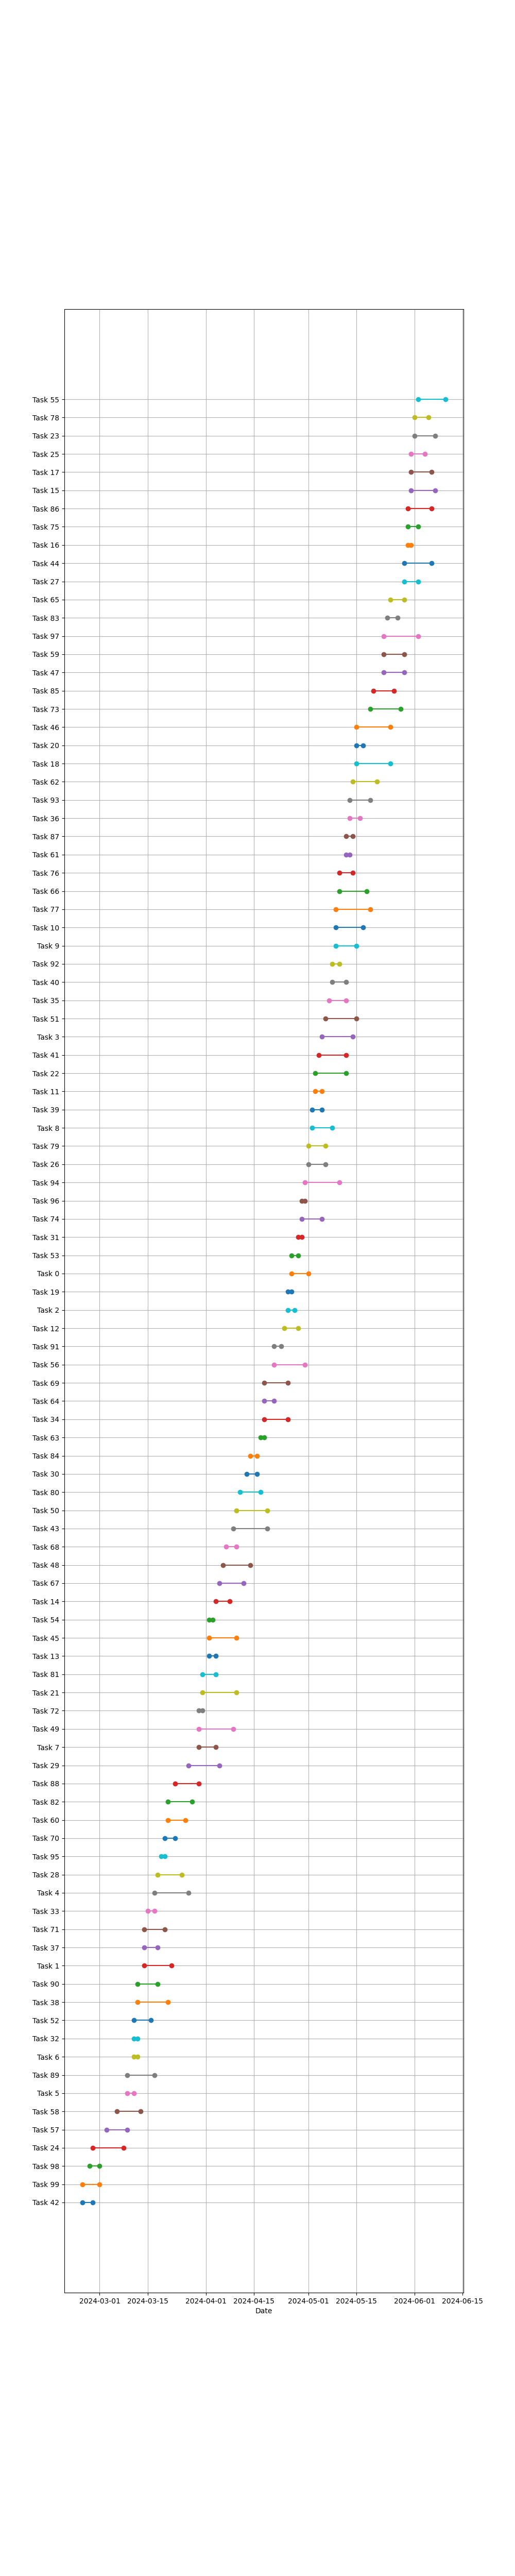 Task 55
Task 78
Task 23
Task 25
Task 17
Task 15
Task 86
Task 75
Task 16
Task 44
Task 27
Task 65
Task 83
Task 97
Task 59
Task 47
Task 85
Task 73
Task 46
Task 20
Task 18
Task 62
Task 93
Task 36
Task 87
Task 61
Task 76
Task 66
Task 77
Task 10
Task 9
Task 92
Task 40
Task 35
Task 51
Task 3
Task 41
Task 22
Task 11
Task 39
Task 8
Task 79
Task 26
Task 94
Task 96
Task 74
Task 31
Task 53
Task 0
Task 19
Task 2
Task 12
Task 91
Task 56
Task 69
Task 64
Task 34
Task 63
Task 84
Task 30
Task 80
Task 50
Task 43
Task 68
Task 48
Task 67
Task 14
Task 54
Task 45
Task 13
Task 81
Task 21
Task 72
Task 49
Task 7
Task 29
Task 88
Task 82
Task 60
Task 70
Task 95
Task 28
Task 4
Task 33
Task 71
Task 37
Task 1
Task 90
Task 38
Task 52
Task 32
Task 6
Task 89
Task 5
Task 58
Task 57
Task 24
Task 98
Task 99
Task 42
2024-03-01 2024-03-15 2024-04-01 2024-04-15 2024-05-01 2024-05-15 2024-06-01 2024-06-15
Date